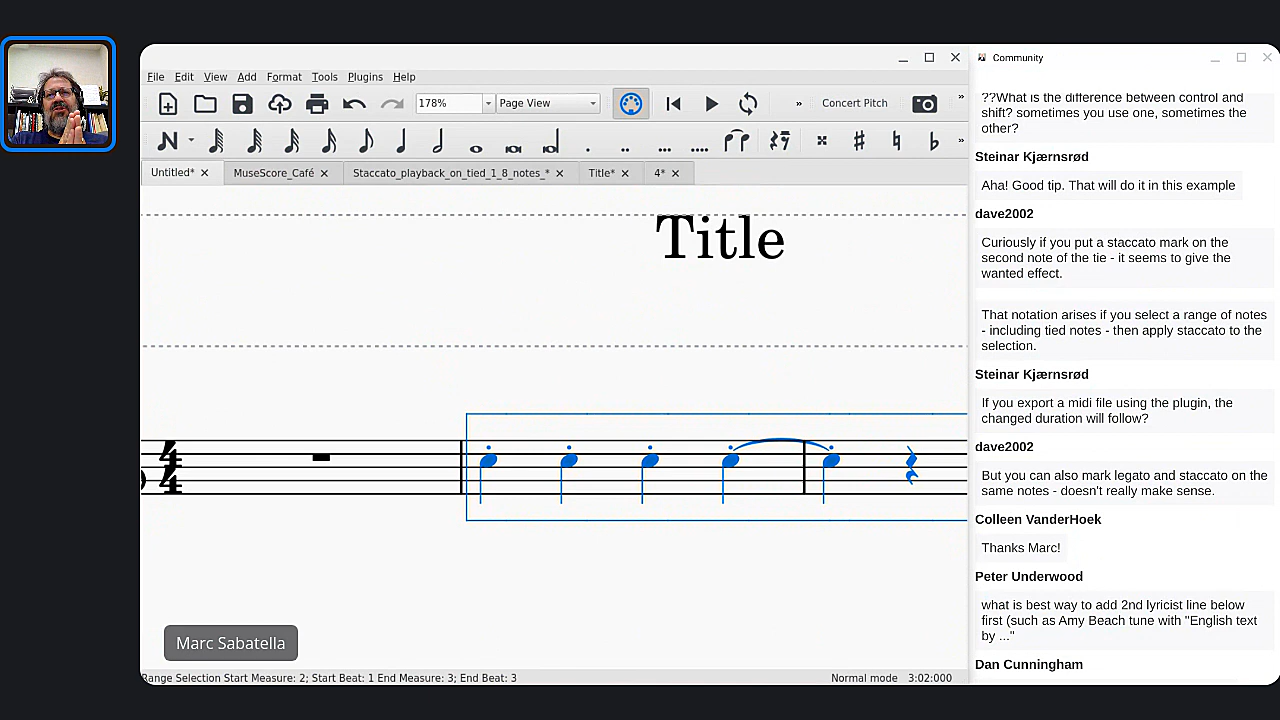 File Edit View Add Format Tools Plugins Help
178% Page View » Concert Pitch »
Untitled* MuseScore_Café Staccato_playback_on_tied_1_8_notes_* Title* 4*
Title
4
4
Marc Sabatella
Range Selection Start Measure: 2; Start Beat: 1 End Measure: 3; End Beat: 3
Normal mode 3:02:000
Community
??What is the difference between control and
shift? sometimes you use one, sometimes the
other?
Steinar Kjærnsrød
Aha! Good tip. That will do it in this example
dave2002
Curiously if you put a staccato mark on the
second note of the tie - it seems to give the
wanted effect.
That notation arises if you select a range of notes
- including tied notes - then apply staccato to the
selection.
Steinar Kjærnsrød
If you export a midi file using the plugin, the
changed duration will follow?
dave2002
But you can also mark legato and staccato on the
same notes - doesn't really make sense.
Colleen VanderHoek
Thanks Marc!
Peter Underwood
what is best way to add 2nd lyricist line below
first (such as Amy Beach tune with "English text
by ..."
Dan Cunningham